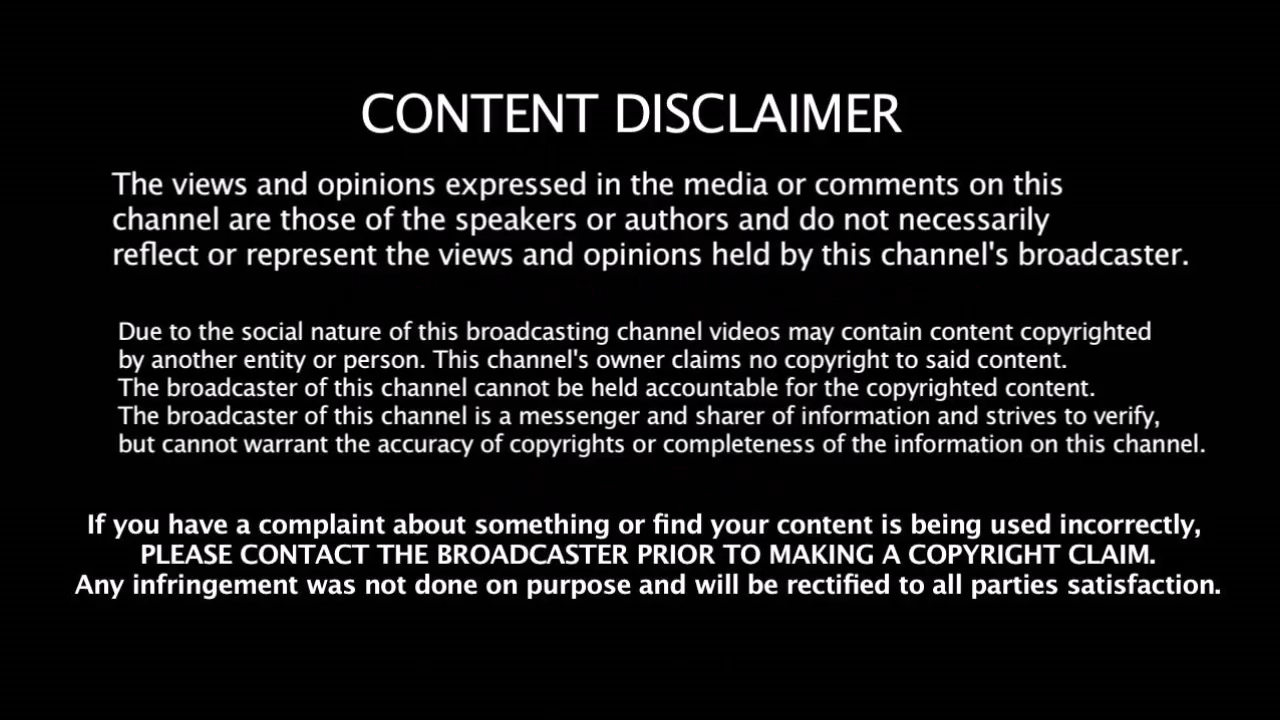 CONTENT DISCLAIMER
The views and opinions expressed in the media or comments on this
channel are those of the speakers or authors and do not necessarily
reflect or represent the views and opinions held by this channel's broadcaster.
Due to the social nature of this broadcasting channel videos may contain content copyrighted
by another entity or person. This channel's owner claims no copyright to said content.
The broadcaster of this channel cannot be held accountable for the copyrighted content.
The broadcaster of this channel is a messenger and sharer of information and strives to verify,
but cannot warrant the accuracy of copyrights or completeness of the information on this channel.
If you have a complaint about something or find your content is being used incorrectly,
PLEASE CONTACT THE BROADCASTER PRIOR TO MAKING A COPYRIGHT CLAIM.
Any infringement was not done on purpose and will be rectified to all parties satisfaction.